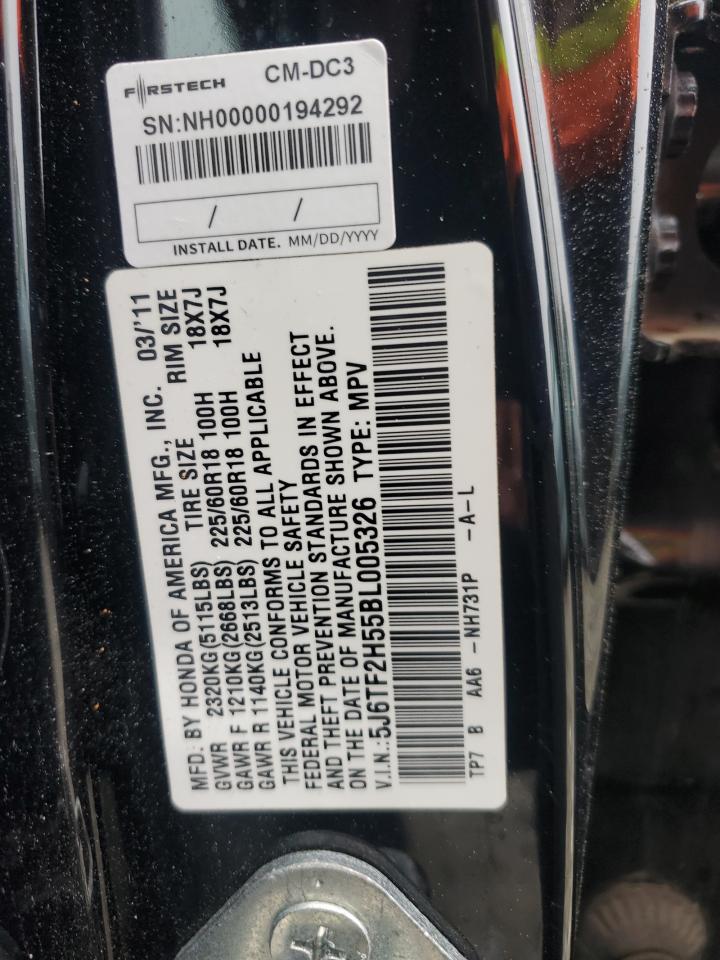 FIRSTECH CM-DC3
SN:NH00000194292
/ /
INSTALL DATE. MM/DD/YYYY
MFD. BY HONDA OF AMERICA MFG., INC. 03/'11
GVWR 2320KG(5115LBS) TIRE SIZE RIM SIZE
GAWR F 1210KG(2668LBS) 225/60R18 100H 18X7J
GAWR R 1140KG(2513LBS) 225/60R18 100H 18X7J
THIS VEHICLE CONFORMS TO ALL APPLICABLE
FEDERAL MOTOR VEHICLE SAFETY
AND THEFT PREVENTION STANDARDS IN EFFECT
ON THE DATE OF MANUFACTURE SHOWN ABOVE.
V.I.N.:5J6TF2H55BL005326 TYPE: MPV
TP7 B AA6 -NH731P -A-L